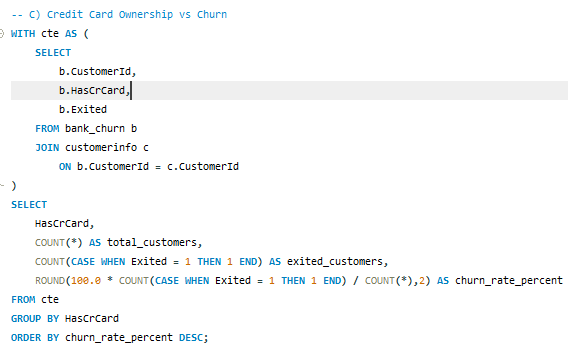 -- C) Credit Card Ownership vs Churn
WITH cte AS (
    SELECT
        b.CustomerId,
        b.HasCrCard,
        b.Exited
    FROM bank_churn b
    JOIN customerinfo c
        ON b.CustomerId = c.CustomerId
)
SELECT
    HasCrCard,
    COUNT(*) AS total_customers,
    COUNT(CASE WHEN Exited = 1 THEN 1 END) AS exited_customers,
    ROUND(100.0 * COUNT(CASE WHEN Exited = 1 THEN 1 END) / COUNT(*),2) AS churn_rate_percent
FROM cte
GROUP BY HasCrCard
ORDER BY churn_rate_percent DESC;